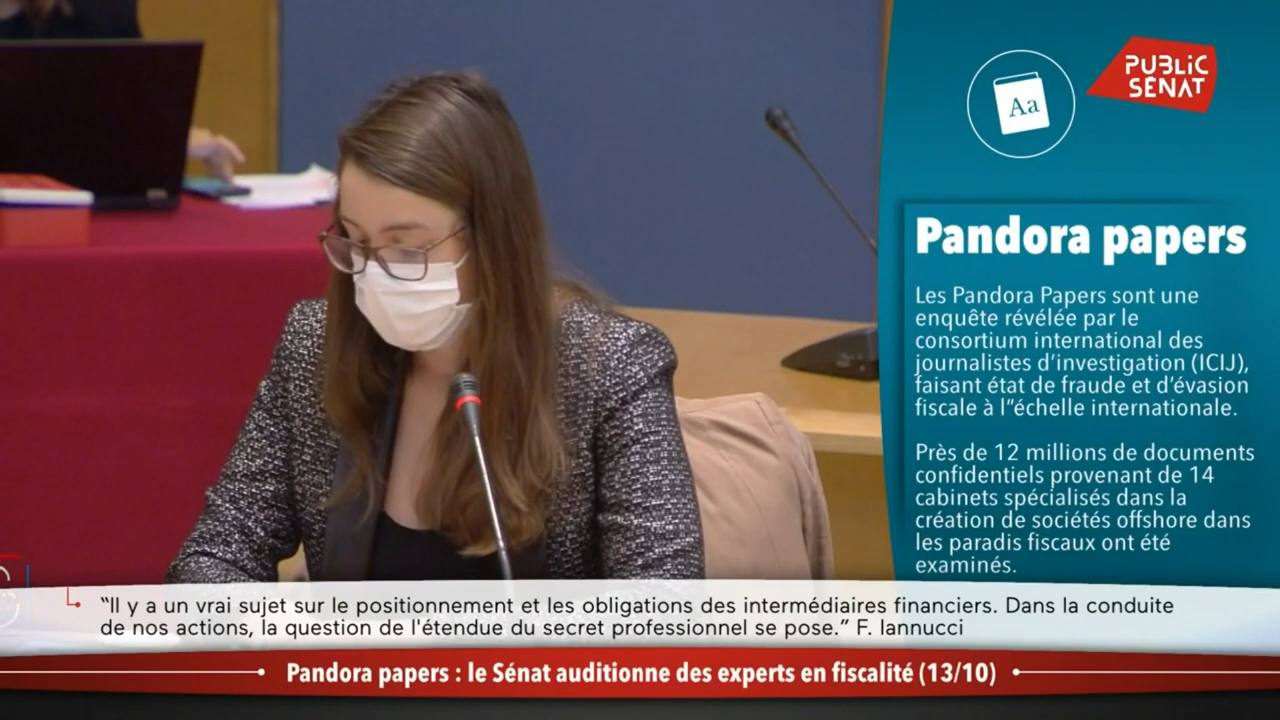 PUBLIC
SÉNAT
Aa
Pandora papers
Les Pandora Papers sont une
enquête révélée par le
consortium international des
journalistes d'investigation (ICIJ),
faisant état de fraude et d'évasion
fiscale à l"échelle internationale.
Près de 12 millions de documents
confidentiels provenant de 14
cabinets spécialisés dans la
création de sociétés offshore dans
les paradis fiscaux ont été
examinés.
"Il y a un vrai sujet sur le positionnement et les obligations des intermédiaires financiers. Dans la conduite
de nos actions, la question de l'étendue du secret professionnel se pose." F. Iannucci
Pandora papers : le Sénat auditionne des experts en fiscalité (13/10)